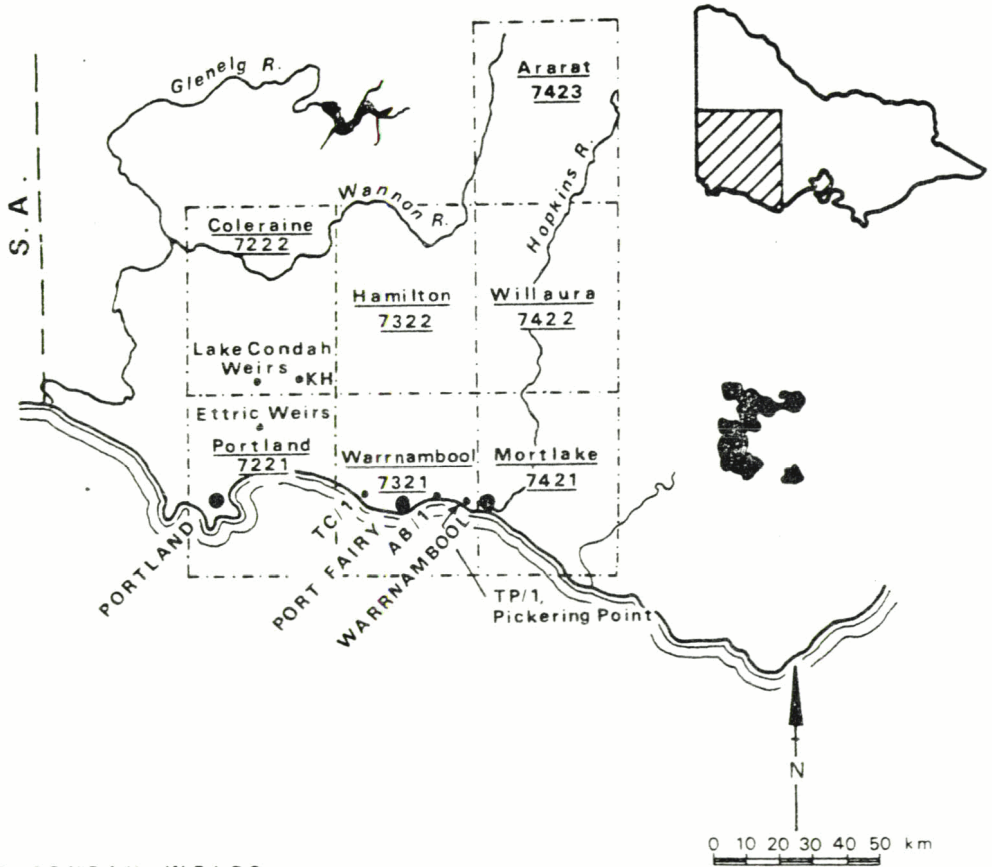 Glenelg R.
Ararat
7423
S. A.
Wannon R.
Hopkins R.
Coleraine
7222
Hamilton
7322
Willaura
7422
Lake Condah
Weirs
KH
Ettric Weirs
Portland
7221
Warrnambool
7321
Mortlake
7421
PORTLAND
TC/1
PORT FAIRY
AB/1
WARRNAMBOOL
TP/1,
Pickering Point
N
0 10 20 30 40 50 km